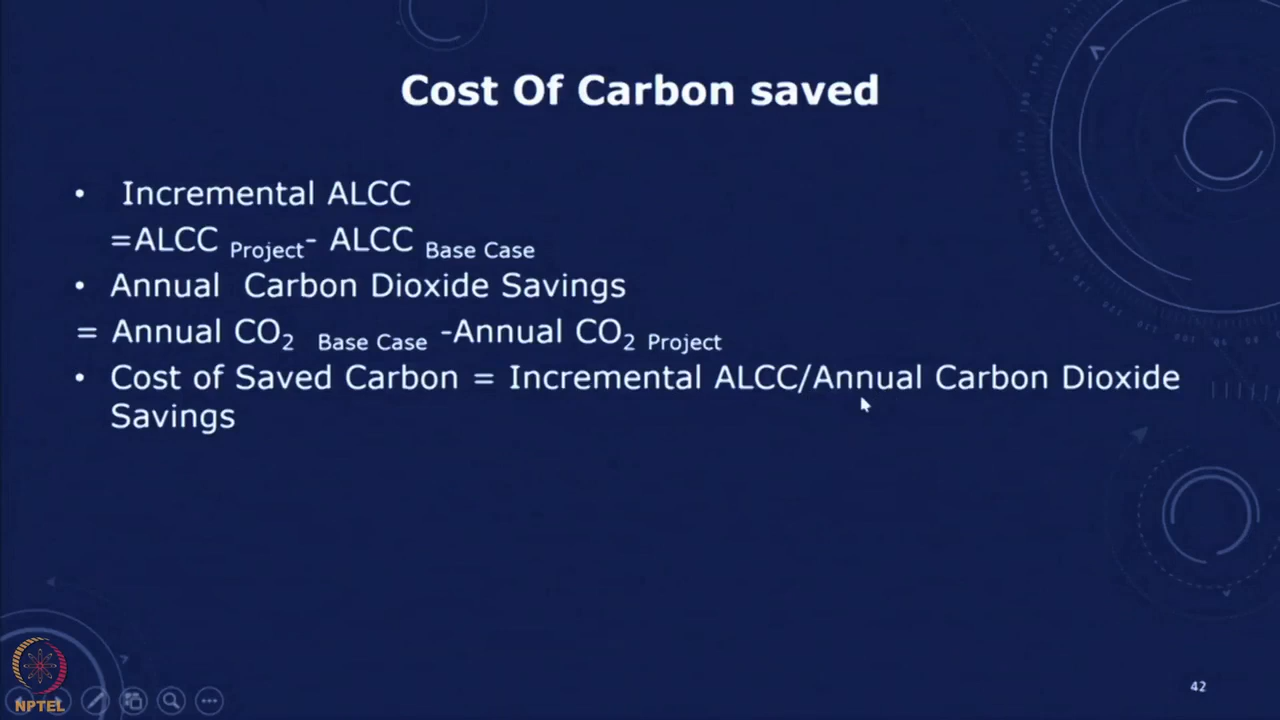 Cost Of Carbon saved
• Incremental ALCC
=ALCC Project- ALCC Base Case
• Annual Carbon Dioxide Savings
= Annual CO2 Base Case -Annual CO2 Project
• Cost of Saved Carbon = Incremental ALCC/Annual Carbon Dioxide
Savings
42
NPTEL